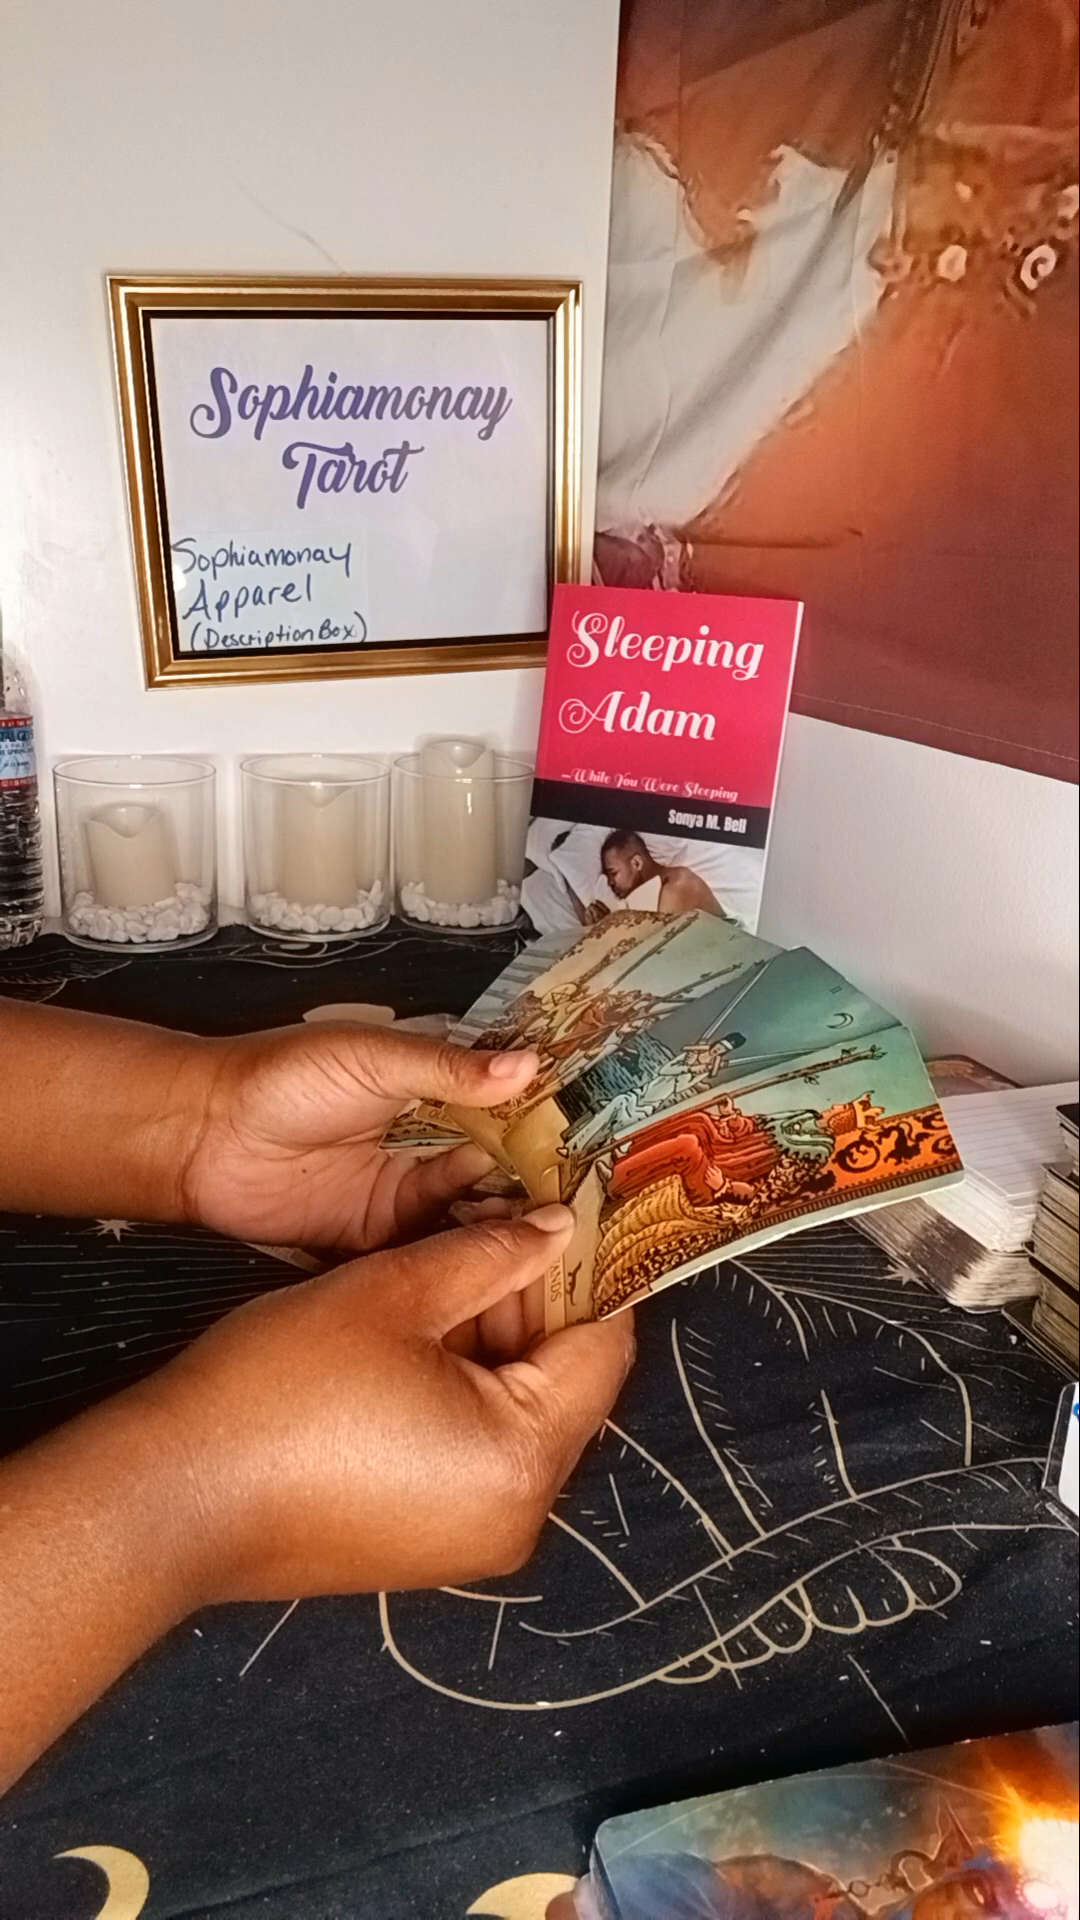 Sophiamonay
Tarot
Sophiamonay
Apparel
(Description Box)
Sleeping
Adam
—While You Were Sleeping
Sonya M. Bell